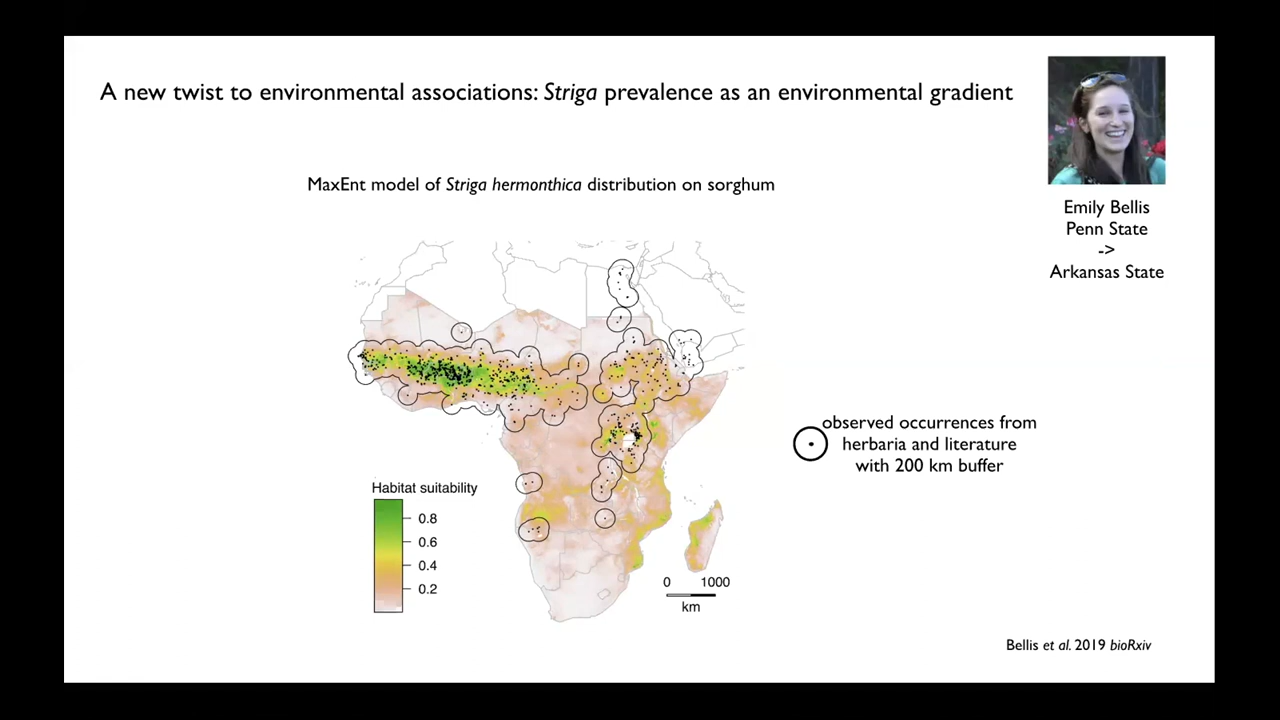 A new twist to environmental associations: Striga prevalence as an environmental gradient
MaxEnt model of Striga hermonthica distribution on sorghum
Emily Bellis
Penn State
->
Arkansas State
observed occurrences from
herbaria and literature
with 200 km buffer
Habitat suitability
0.8
0.6
0.4
0.2
0 1000
km
Bellis et al. 2019 bioRxiv